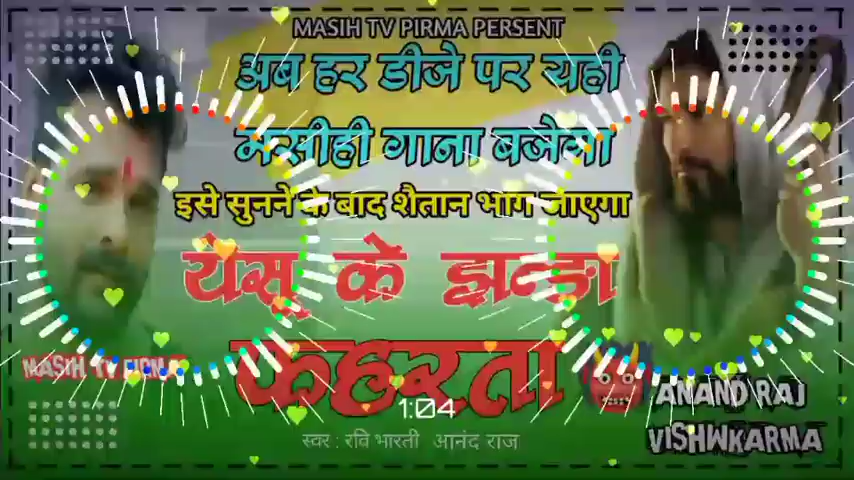 MASIH TV PIRMA PERSENT
अब हर डीजे पर यही
मसीही गाना बजेगा
इसे सुननें के बाद शैतान भाग जाएगा
येसू के झन्डा
फहरता
MASIH TV PIRMA
1:04
ANAND RAJ
VISHWKARMA
स्वर : रवि भारती आनंद राज